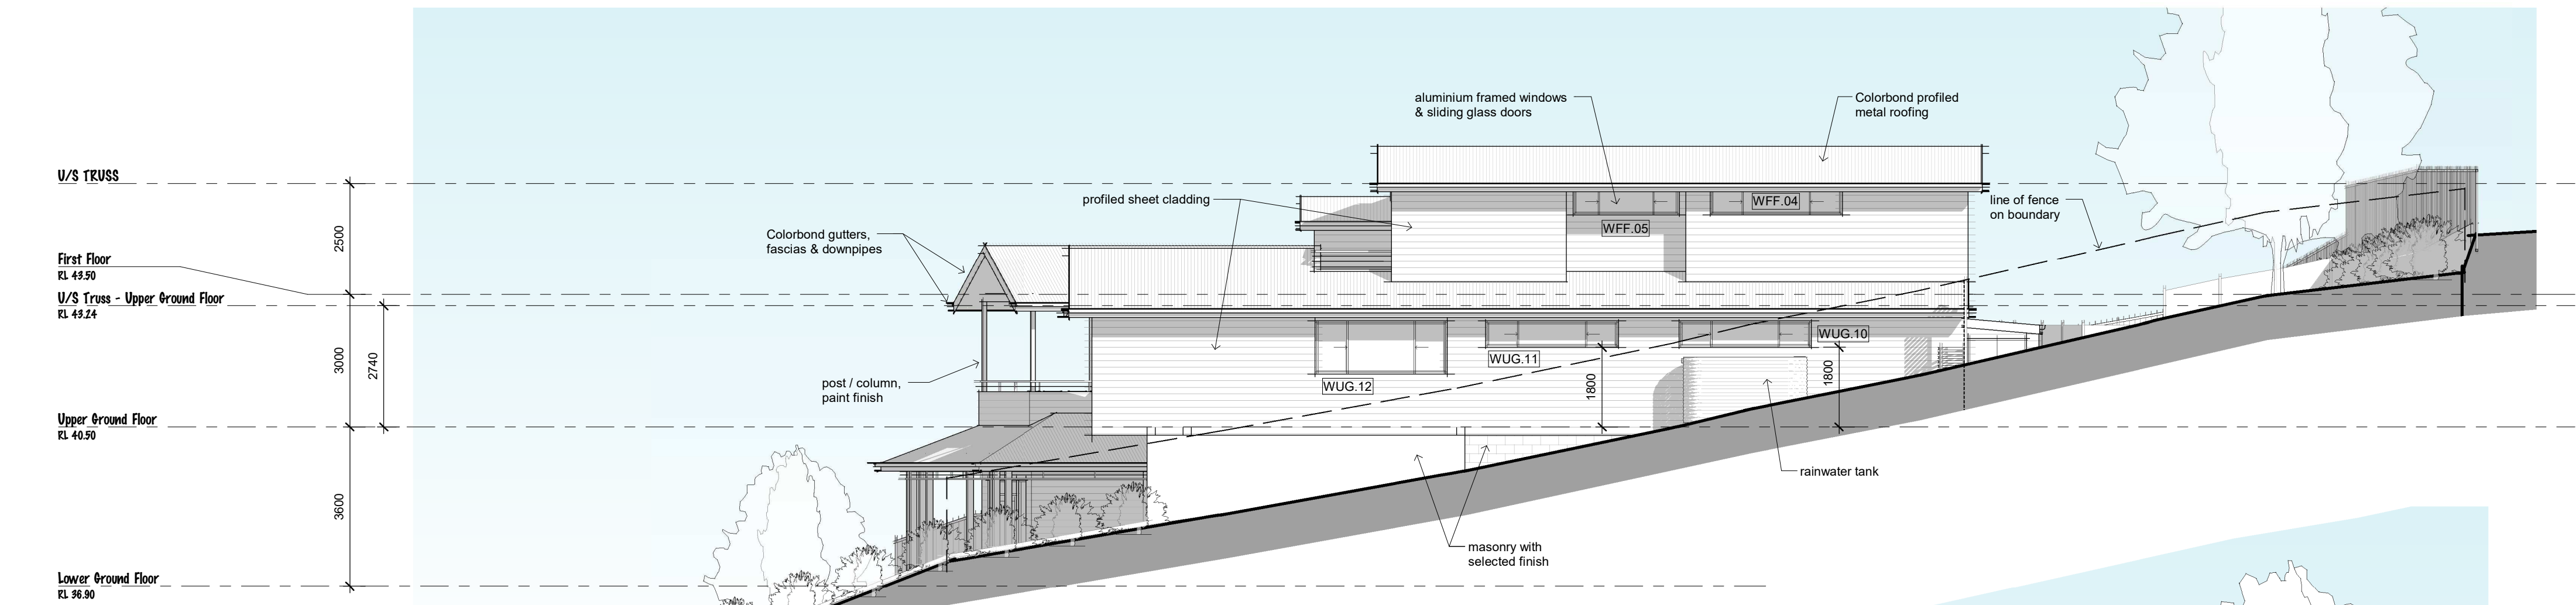 U/S TRUSS
2500
First Floor
RL 43.50
U/S Truss - Upper Ground Floor
RL 43.24
3000
2740
Upper Ground Floor
RL 40.50
3600
Lower Ground Floor
RL 36.90
Colorbond gutters,
fascias & downpipes
post / column,
paint finish
profiled sheet cladding
aluminium framed windows
& sliding glass doors
Colorbond profiled
metal roofing
WFF.04
WFF.05
line of fence
on boundary
WUG.10
WUG.11
WUG.12
1800
1800
rainwater tank
masonry with
selected finish